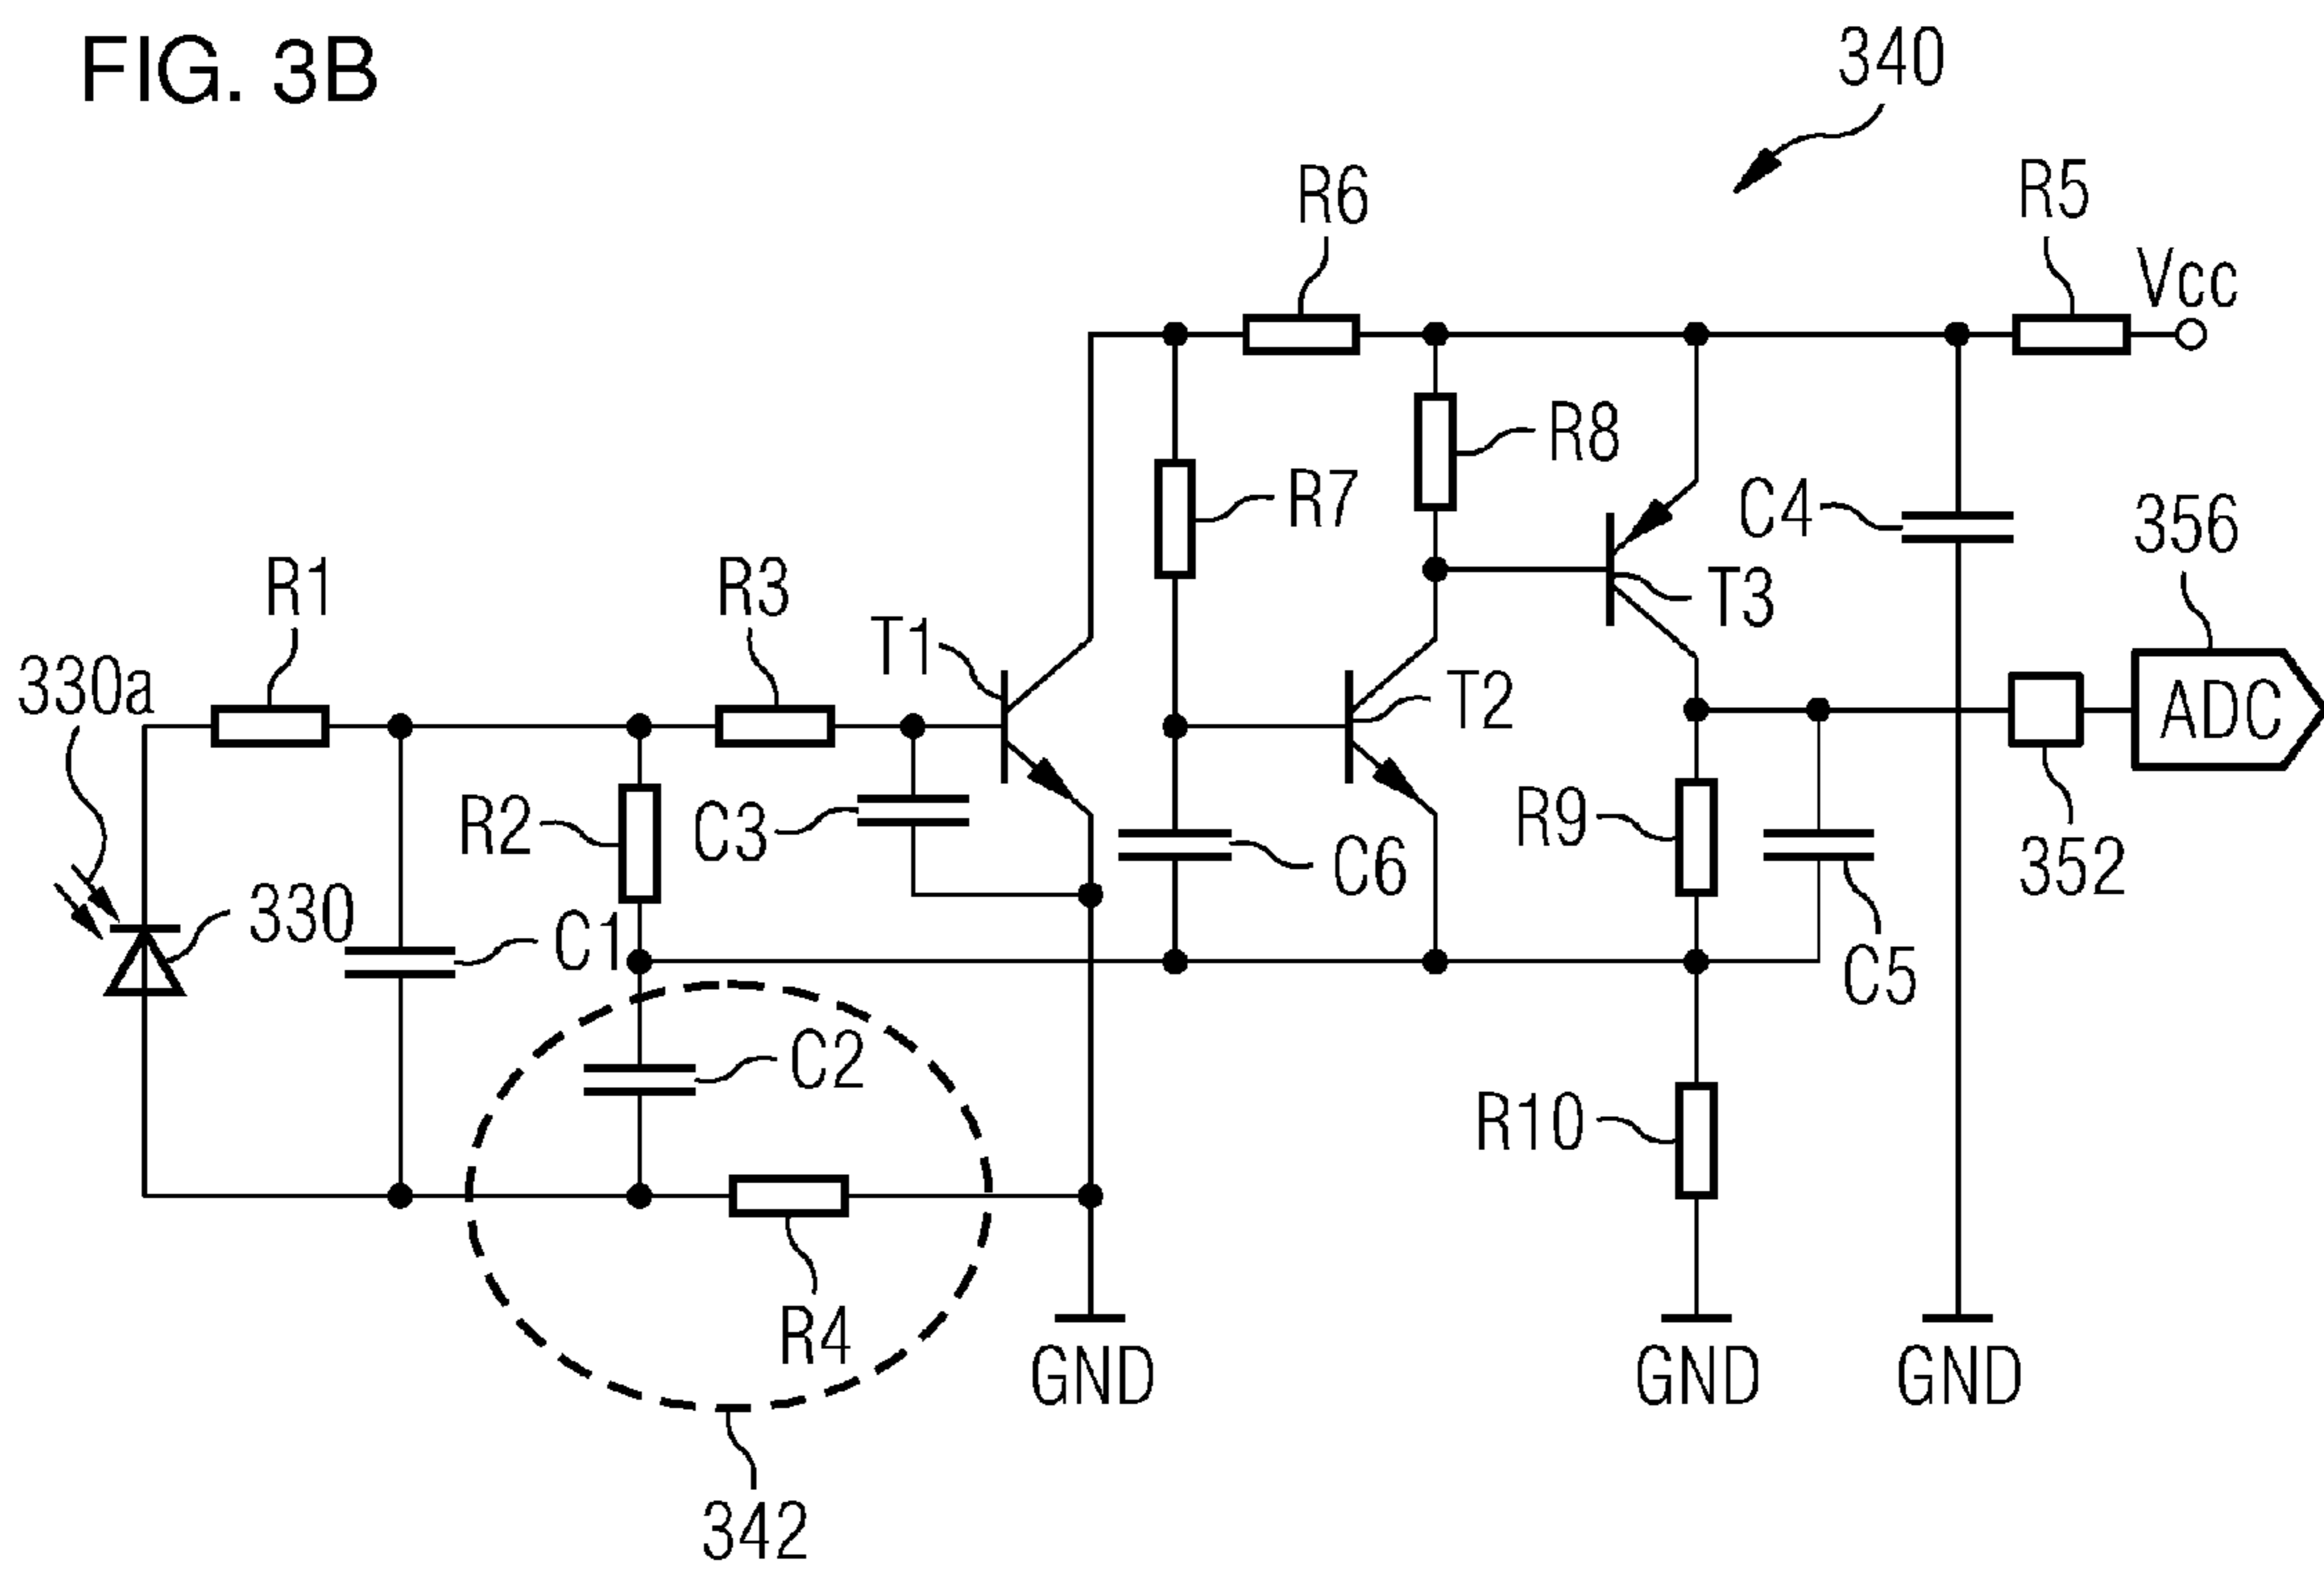 FIG. 3B
340
R6
R5
Vcc
R8
R7
C4
356
R1
R3
T1
T3
330a
T2
ADC
R2
C3
R9
C6
352
330
C1
C5
C2
R10
R4
GND
GND
GND
342